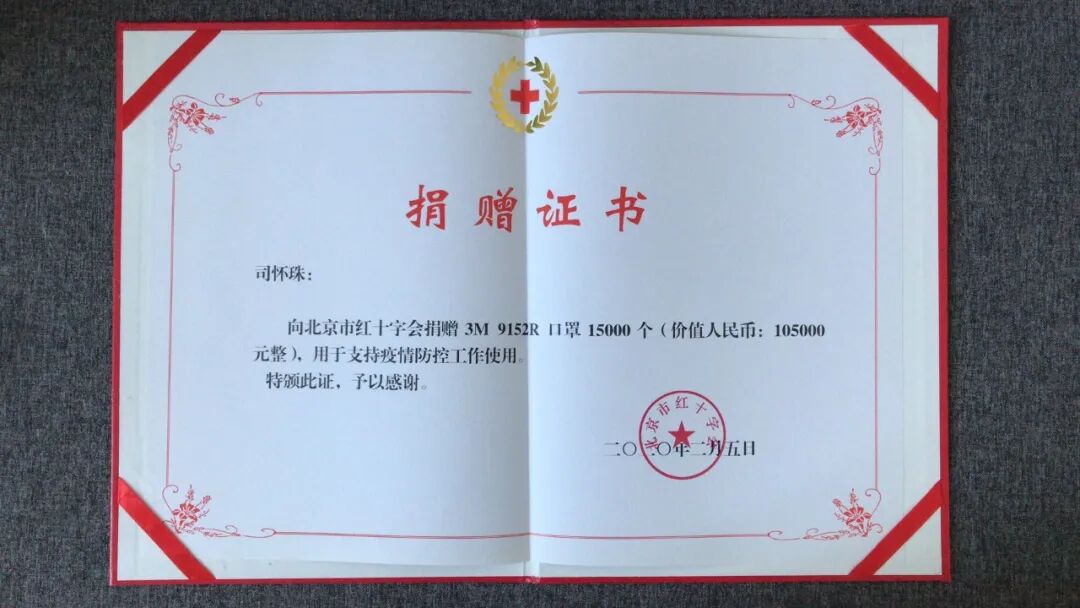 捐赠证书
司怀珠：
向北京市红十字会捐赠 3M 9152R 口罩 15000 个（价值人民币：105000
元整），用于支持疫情防控工作使用。
特颁此证，予以感谢。
北京市红十字会
二〇二〇年二月五日